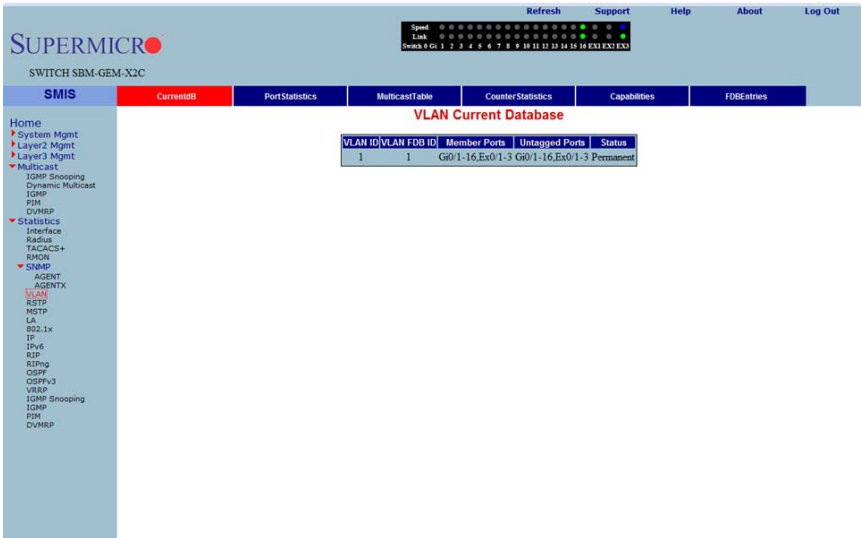 Refresh Support Help About Log Out
Speed
Link
Switch 0 Gi 1 2 3 4 5 6 7 8 9 10 11 12 13 14 15 16 EX1 EX2 EX3
SUPERMICRO
SWITCH SBM-GEM-X2C
SMIS CurrentdB PortStatistics MulticastTable CounterStatistics Capabilities FDBEntries
VLAN Current Database
VLAN ID VLAN FDB ID Member Ports Untagged Ports Status
1 1 Gi0/1-16,Ex0/1-3 Gi0/1-16,Ex0/1-3 Permanent
Home
System Mgmt
Layer2 Mgmt
Layer3 Mgmt
Multicast
IGMP Snooping
Dynamic Multicast
IGMP
PIM
DVMRP
Statistics
Interface
Radius
TACACS+
RMON
SNMP
AGENT
AGENTX
VLAN
RSTP
MSTP
LA
802.1x
IP
IPv6
RIP
RIPng
OSPF
OSPFv3
VRRP
IGMP Snooping
IGMP
PIM
DVMRP